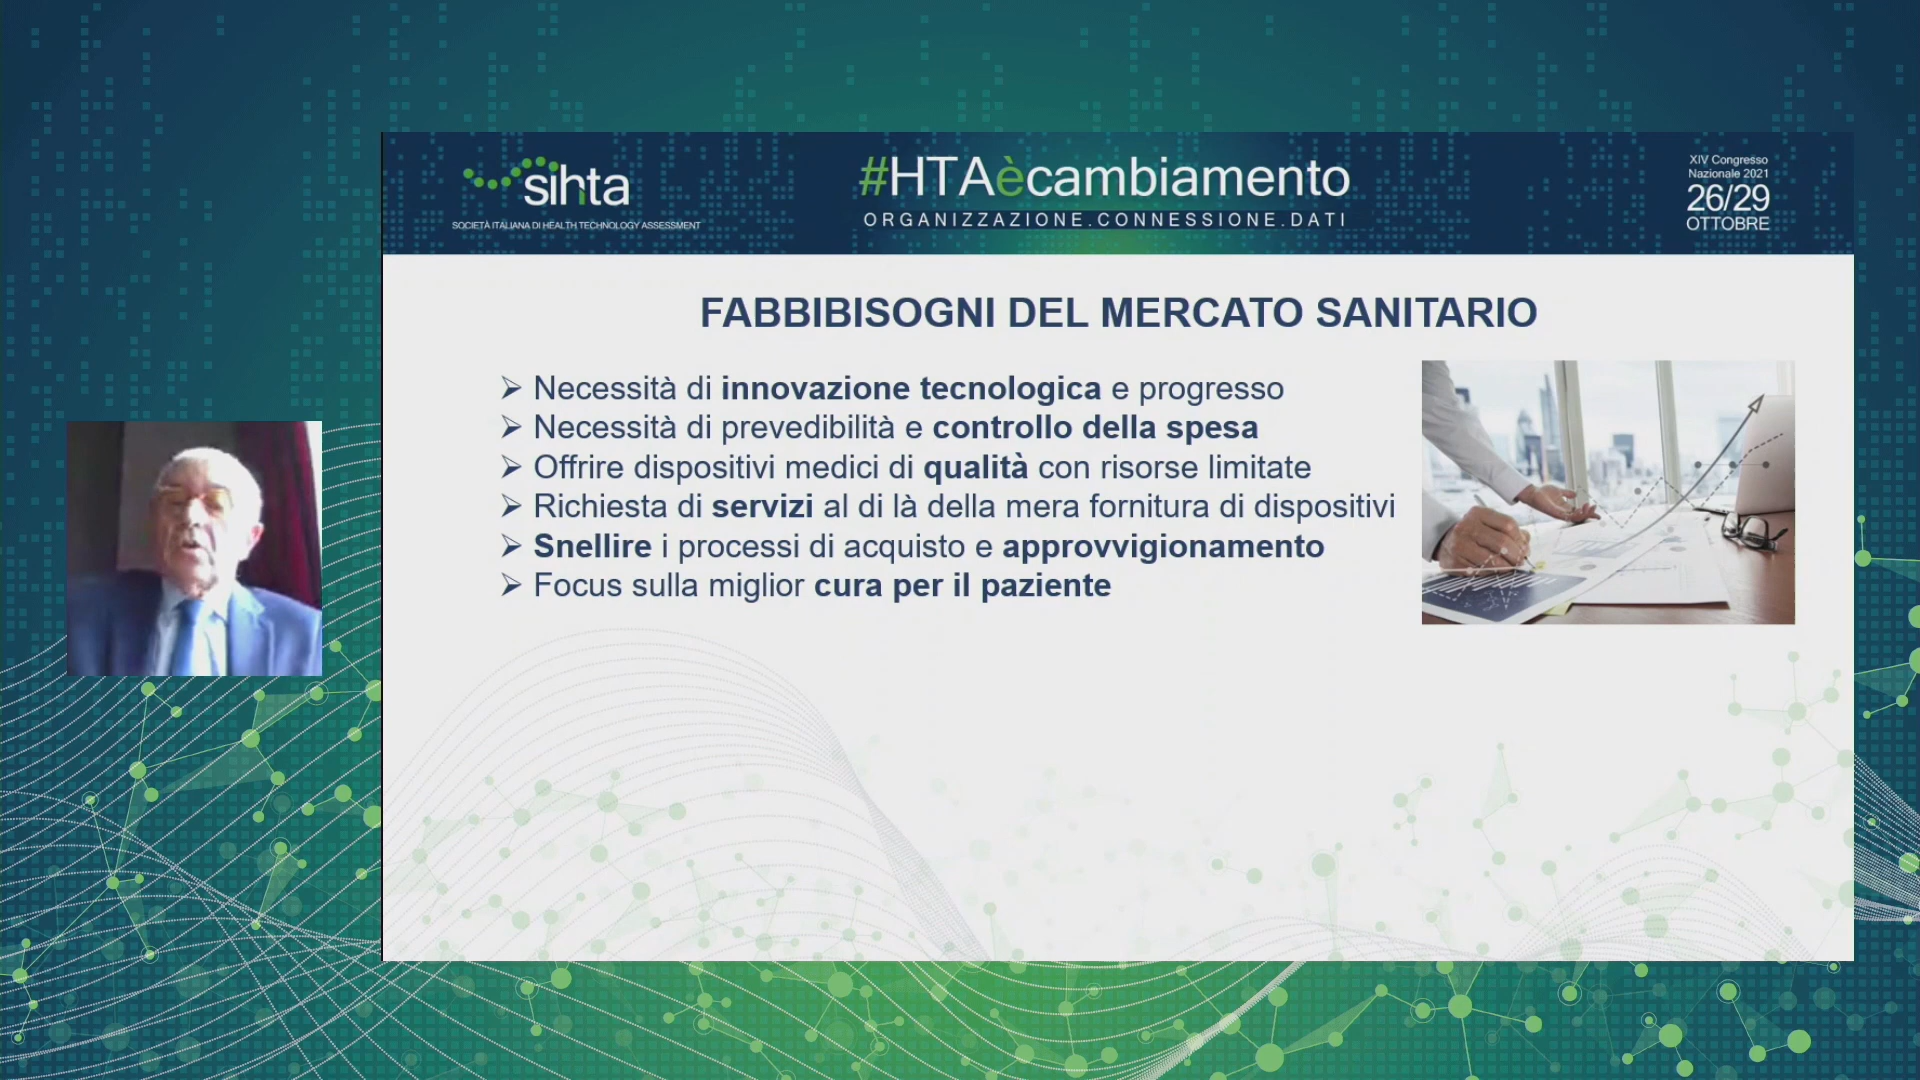 sihta
SOCIETÀ ITALIANA DI HEALTH TECHNOLOGY ASSESSMENT
#HTAècambiamento
ORGANIZZAZIONE.CONNESSIONE.DATI
XIV Congresso
Nazionale 2021
26/29
OTTOBRE
FABBIBISOGNI DEL MERCATO SANITARIO
➢ Necessità di innovazione tecnologica e progresso
➢ Necessità di prevedibilità e controllo della spesa
➢ Offrire dispositivi medici di qualità con risorse limitate
➢ Richiesta di servizi al di là della mera fornitura di dispositivi
➢ Snellire i processi di acquisto e approvvigionamento
➢ Focus sulla miglior cura per il paziente